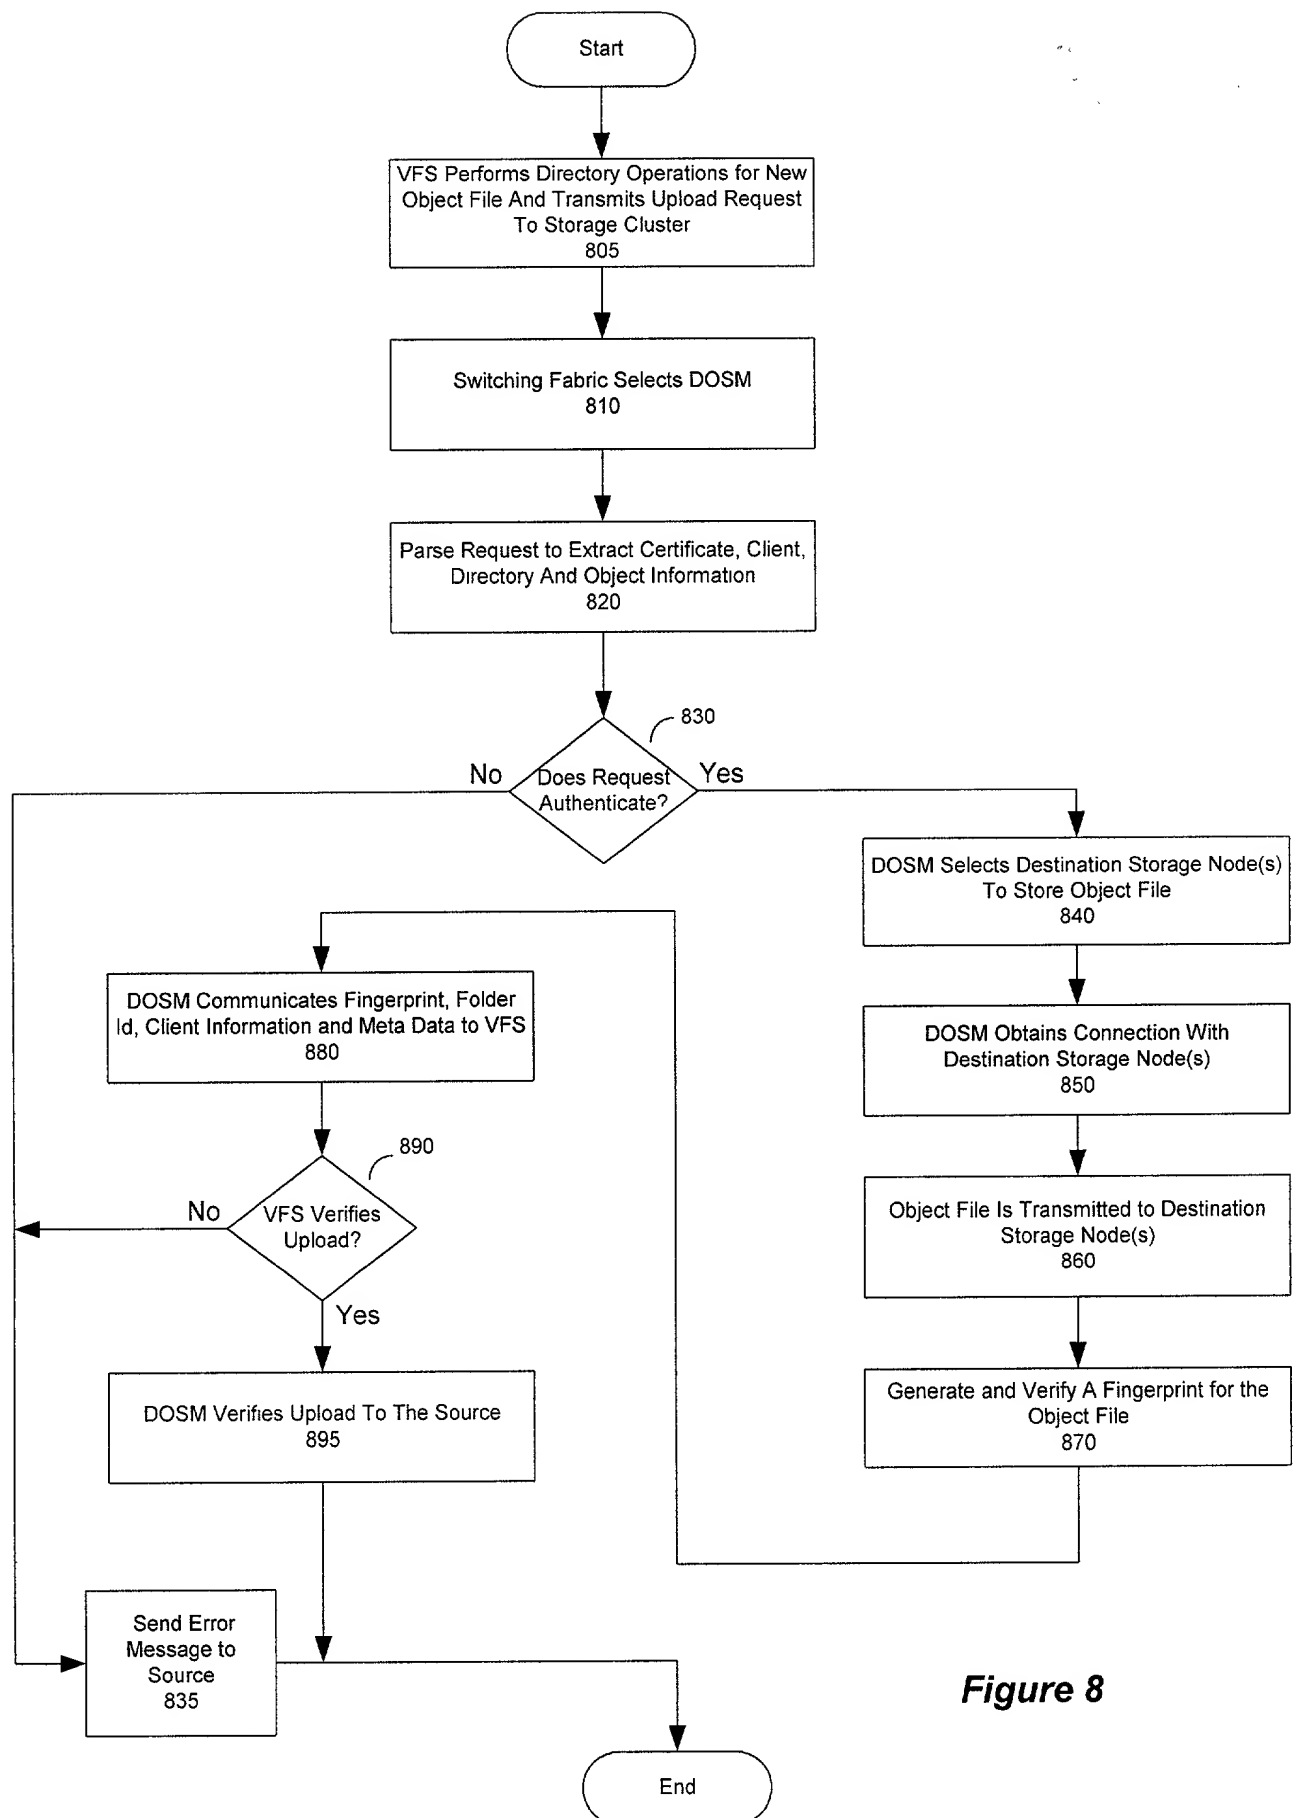 Start
VFS Performs Directory Operations for New
Object File And Transmits Upload Request
To Storage Cluster
805
Switching Fabric Selects DOSM
810
Parse Request to Extract Certificate, Client,
Directory And Object Information
820
830
No
Does Request
Authenticate?
Yes
DOSM Selects Destination Storage Node(s)
To Store Object File
840
DOSM Obtains Connection With
Destination Storage Node(s)
850
Object File Is Transmitted to Destination
Storage Node(s)
860
Generate and Verify A Fingerprint for the
Object File
870
DOSM Communicates Fingerprint, Folder
Id, Client Information and Meta Data to VFS
880
890
No
VFS Verifies
Upload?
Yes
DOSM Verifies Upload To The Source
895
Send Error
Message to
Source
835
End
Figure 8